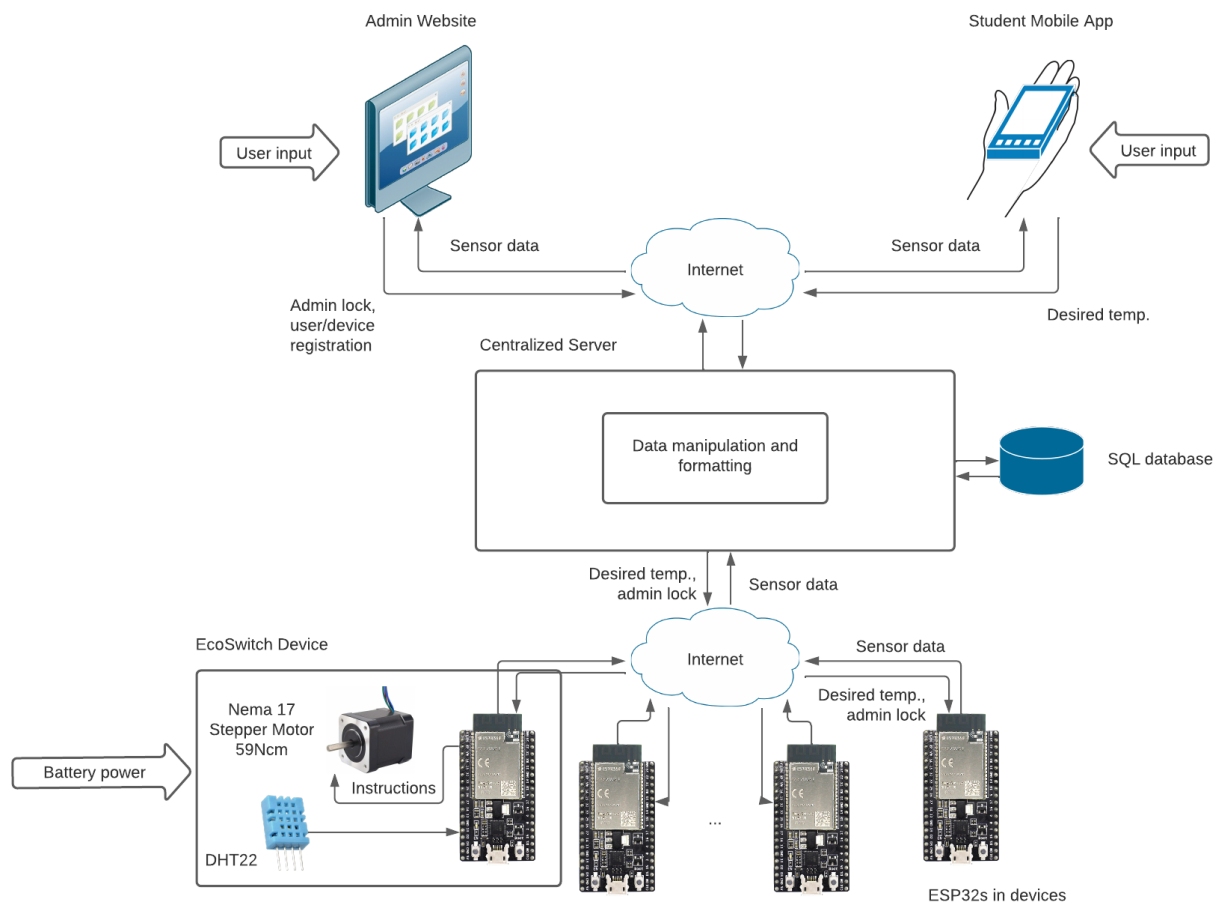 Admin Website
Student Mobile App
User input
User input
Sensor data
Internet
Sensor data
Admin lock,
user/device
registration
Desired temp.
Centralized Server
Data manipulation and
formatting
SQL database
Desired temp.,
admin lock
Sensor data
EcoSwitch Device
Internet
Sensor data
Desired temp.,
admin lock
Nema 17
Stepper Motor
59Ncm
Battery power
Instructions
...
DHT22
ESP32s in devices